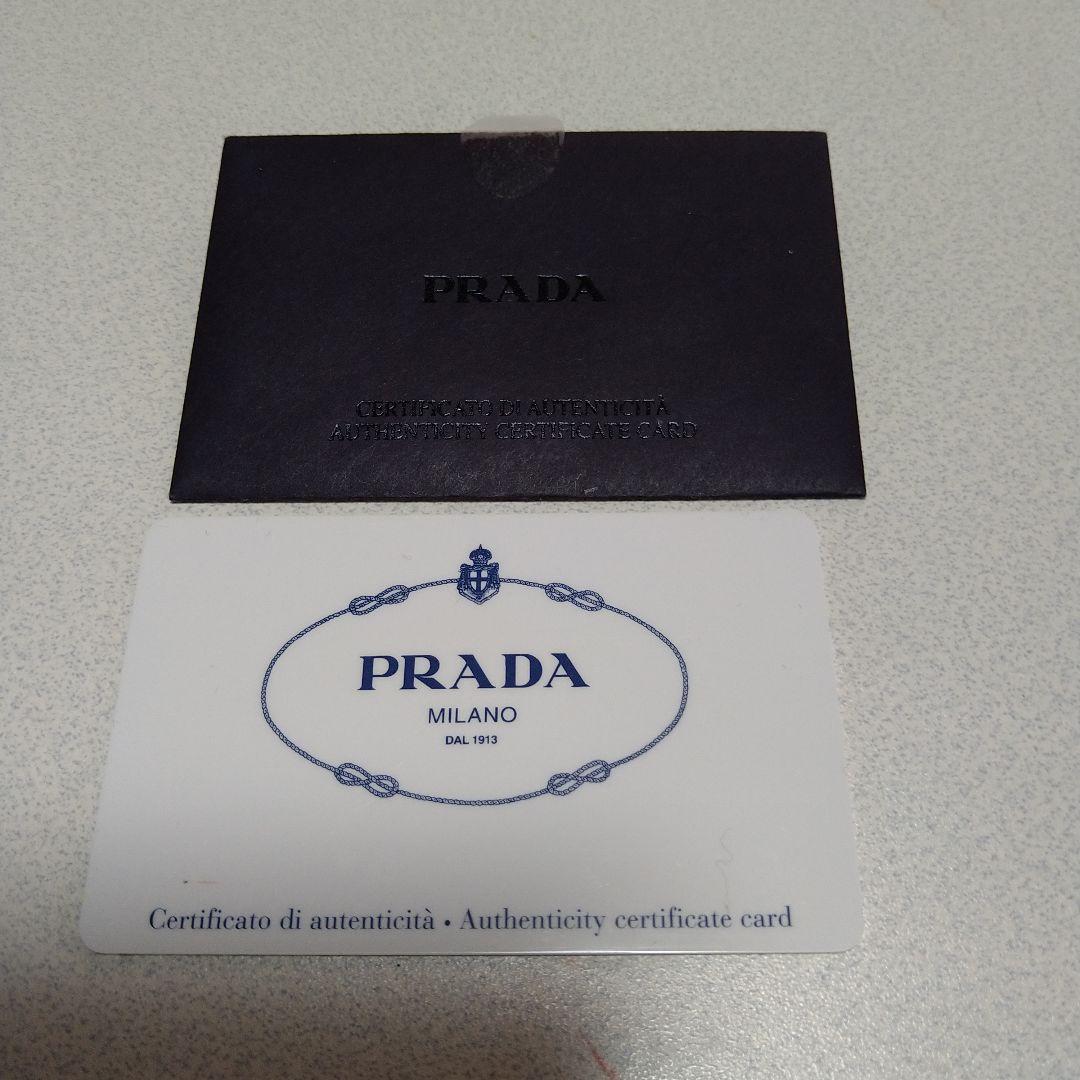 PRADA
CERTIFICATO DI AUTENTICITÀ
AUTHENTICITY CERTIFICATE CARD
PRADA
MILANO
DAL 1913
Certificato di autenticità • Authenticity certificate card